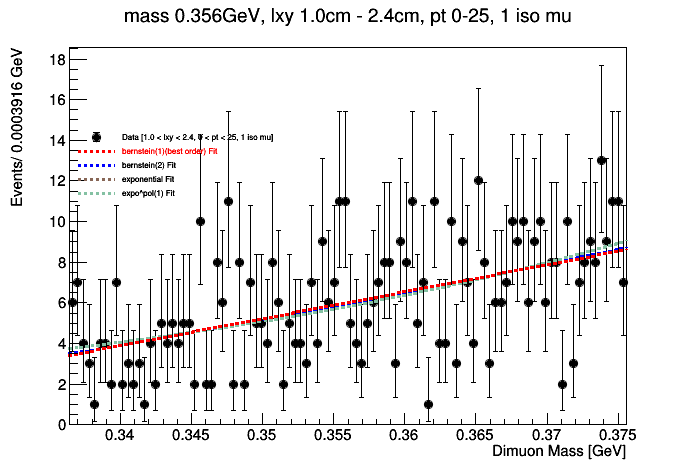 mass 0.356GeV, lxy 1.0cm - 2.4cm, pt 0-25, 1 iso mu
Events/ 0.0003916 GeV
18
16
14
12
10
8
6
4
2
0
Data [1.0 < lxy < 2.4, 0 < pt < 25, 1 iso mu]
bernstein(1)(best order) Fit
bernstein(2) Fit
exponential Fit
expo*pol(1) Fit
0.34 0.345 0.35 0.355 0.36 0.365 0.37 0.375
Dimuon Mass [GeV]